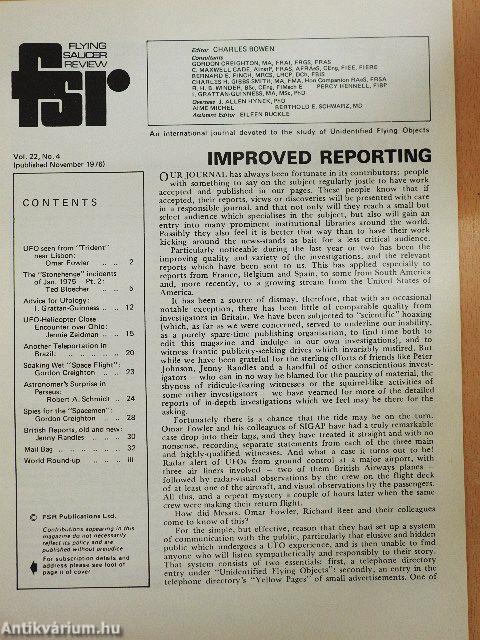 FLYING
SAUCER
REVIEW
fsr
Editor CHARLES BOWEN
Consultants
GORDON CREIGHTON, MA, FRAI, FRGS, FRAS
C. MAXWELL CADE, AInstP, FRAS, AFRAeS, CEng, FIEE, FIERE
BERNARD E. FINCH, MRCS, LRCP, DCh, FBIS
CHARLES H. GIBBS-SMITH, MA, FMA, Hon Companion RAeS, FRSA
R. H. B. WINDER, BSc, CEng, FIMech E. PERCY HENNELL, FIBP
I. GRATTAN-GUINNESS, MA, MSc, PhD
Overseas J. ALLEN HYNEK, PhD
AIME MICHEL BERTHOLD E. SCHWARZ, MD
Assistant Editor EILEEN BUCKLE
An international journal devoted to the study of Unidentified Flying Objects
Vol. 22, No. 4
(published November 1976)
CONTENTS
UFO seen from "Trident"
near Lisbon:
Omar Fowler .. .. 2
The "Stonehenge" incidents
of Jan. 1975 - Pt. 2:
Ted Bloecher .. .. 5
Advice for Ufology:
I. Grattan-Guinness .. 12
UFO-Helicopter Close
Encounter over Ohio:
Jennie Zeidman .. .. 15
Another Teleportation in
Brazil: .. .. .. 20
Soaking Wet "Space Flight":
Gordon Creighton .. 23
Astronomer's Surprise in
Perseus:
Robert A. Schmidt .. 24
Spies for the "Spacemen":
Gordon Creighton .. 28
British Reports, old and new:
Jenny Randles .. .. 30
Mail Bag .. .. .. 32
World Round-up .. .. iii
© FSR Publications Ltd.
Contributions appearing in this
magazine do not necessarily
reflect its policy and are
published without prejudice
For subscription details and
address please see foot of
page ii of cover
IMPROVED REPORTING
OUR JOURNAL has always been fortunate in its contributors; people
with something to say on the subject regularly jostle to have work
accepted and published in our pages. These people know that if
accepted, their reports, views or discoveries will be presented with care
in a responsible journal, and that not only will they reach a small but
select audience which specialises in the subject, but also will gain an
entry into many prominent institutional libraries around the world.
Possibly they also feel it is better that way than to have their work
kicking around the news-stands as bait for a less critical audience.
Particularly noticeable during the last year or two has been the
improving quality and variety of the investigations, and the relevant
reports which have been sent to us. This has applied especially to
reports from France, Belgium and Spain, to some from South America
and, more recently, to a growing stream from the United States of
America.
It has been a source of dismay, therefore, that with an occasional
notable exception, there has been little of comparable quality from
investigators in Britain. We have been subjected to "scientific" hoaxing
(which, as far as we were concerned, served to underline our inability,
as a purely spare-time publishing organisation, to find time both to
edit this magazine and indulge in our own investigations), and to
witness frantic publicity-seeking drives which invariably misfired. But
while we have been grateful for the sterling efforts of friends like Peter
Johnson, Jenny Randles and a handful of other conscientious invest-
igators - who can in no way be blamed for the paucity of material, the
shyness of ridicule-fearing witnesses or the squirrel-like activities of
some other investigators - we have yearned for more of the detailed
reports of in-depth investigations which we feel may be there for the
asking.
Fortunately there is a chance that the tide may be on the turn.
Omar Fowler and his colleagues of SIGAP have had a truly remarkable
case drop into their laps, and they have treated it straight and with no
nonsense, recording separate statements from each of the three main
and highly-qualified witnesses. And what a case it turns out to be!
Radar alert of UFOs from ground control at a major airport, with
three air liners involved - two of them British Airways planes -
followed by radar-visual observations by the crew on the flight deck
of at least one of the aircraft, and visual observations by the passengers.
All this, and a repeat mystery a couple of hours later when the same
crew were making their return flight.
How did Messrs. Omar Fowler, Richard Beet and their colleagues
come to know of this?
For the simple, but effective, reason that they had set up a system
of communication with the public, particularly that elusive and hidden
public which undergoes a UFO experience, and is then unable to find
anyone who will listen sympathetically and responsibly to their story.
That system consists of two essentials: first, a telephone directory
entry under "Unidentified Flying Objects"; secondly, an entry in the
telephone directory's "Yellow Pages" of small advertisements. One of
Antikvárium.hu